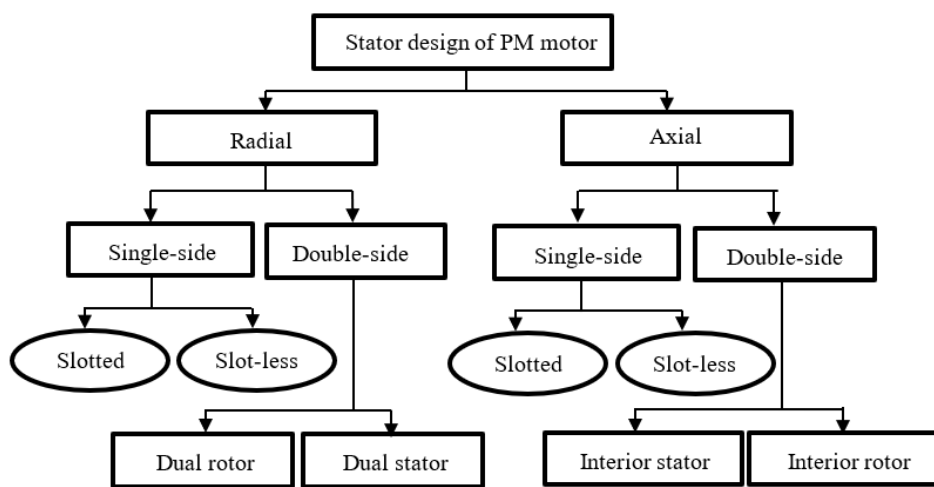 Stator design of PM motor
Radial
Axial
Single-side
Double-side
Single-side
Double-side
Slotted
Slot-less
Slotted
Slot-less
Dual rotor
Dual stator
Interior stator
Interior rotor